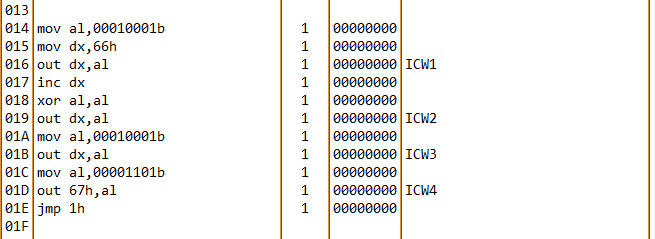 013
014 mov al,00010001b 1 00000000
015 mov dx,66h 1 00000000
016 out dx,al 1 00000000 ICW1
017 inc dx 1 00000000
018 xor al,al 1 00000000
019 out dx,al 1 00000000 ICW2
01A mov al,00010001b 1 00000000
01B out dx,al 1 00000000 ICW3
01C mov al,00001101b 1 00000000
01D out 67h,al 1 00000000 ICW4
01E jmp 1h 1 00000000
01F